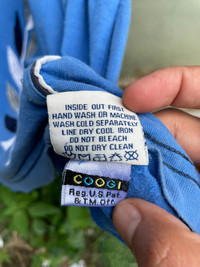 INSIDE OUT FIRST
HAND WASH OR MACHINE
WASH COLD SEPARATELY
LINE DRY COOL IRON
DO NOT BLEACH
DO NOT DRY CLEAN
COOGI
Reg. U.S. Pat.
& TM. Off